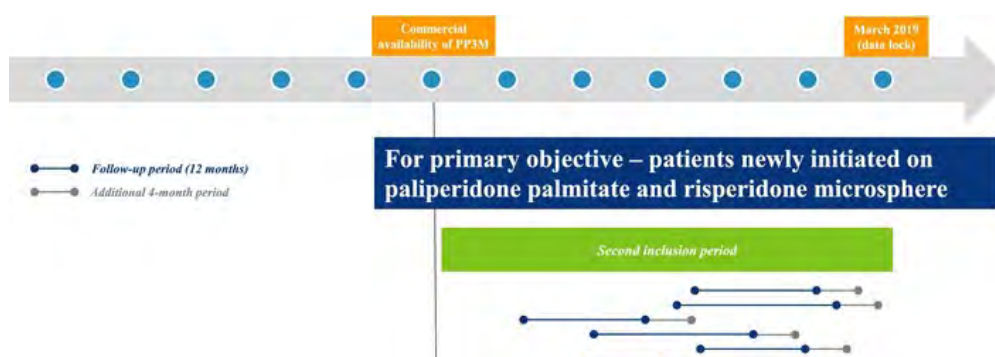 Commercial
availability of PP3M
March 2019
(data lock)
Follow-up period (12 months)
Additional 4-month period
For primary objective – patients newly initiated on
paliperidone palmitate and risperidone microsphere
Second inclusion period